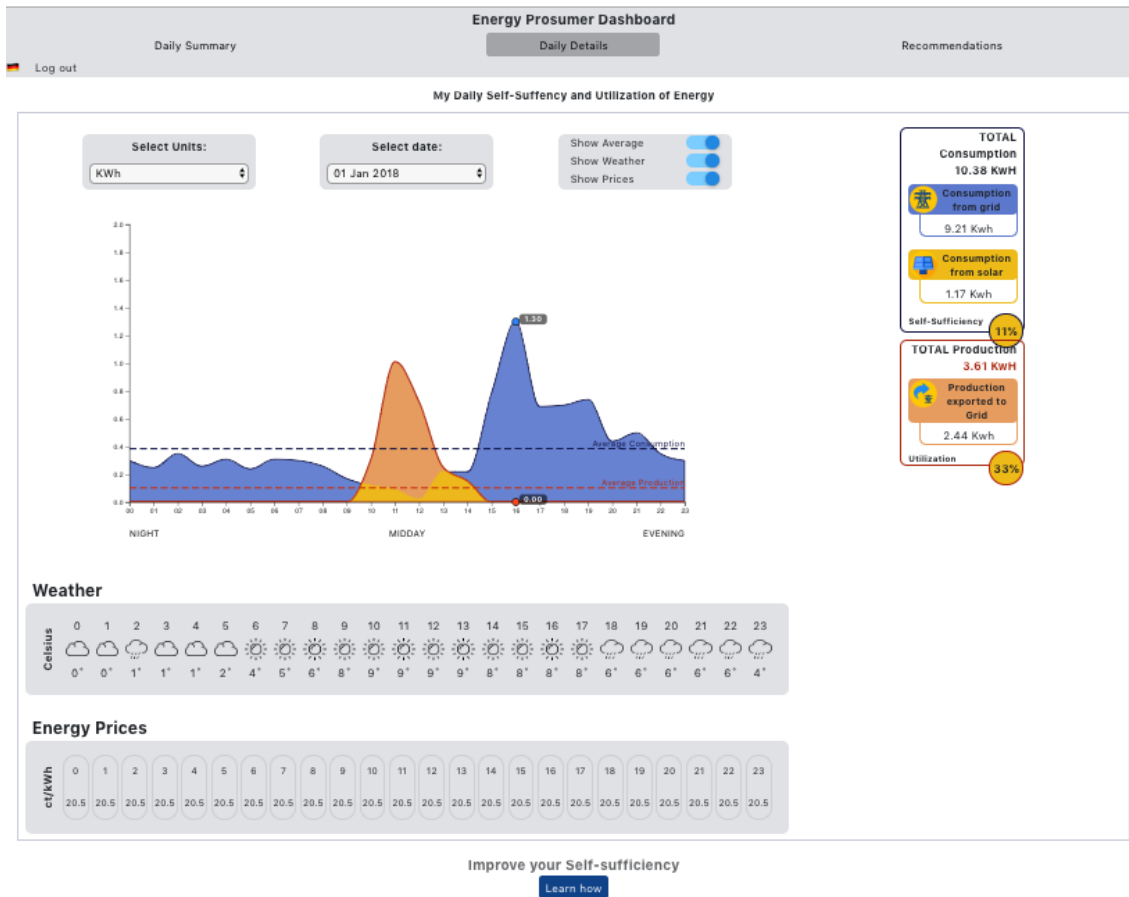 Energy Prosumer Dashboard
Daily Summary Daily Details Recommendations
Log out
My Daily Self-Suffency and Utilization of Energy
Select Units:
KWh
Select date:
01 Jan 2018
Show Average
Show Weather
Show Prices
TOTAL
Consumption
10.38 KwH
Consumption
from grid
9.21 Kwh
Consumption
from solar
1.17 Kwh
Self-Sufficiency
11%
TOTAL Production
3.61 KwH
Production
exported to
Grid
2.44 Kwh
Utilization
33%
2.0
1.8
1.6
1.4
1.30
1.2
1.0
0.8
0.6
0.4
Average Consumption
0.2
Average Production
0.0
0.00
00 01 02 03 04 05 06 07 08 09 10 11 12 13 14 15 16 17 18 19 20 21 22 23
NIGHT MIDDAY EVENING
Weather
Celsius
0 1 2 3 4 5 6 7 8 9 10 11 12 13 14 15 16 17 18 19 20 21 22 23
0° 0° 1° 1° 1° 2° 4° 5° 6° 8° 9° 9° 9° 9° 8° 8° 8° 8° 6° 6° 6° 6° 6° 4°
Energy Prices
ct/kWh
0 1 2 3 4 5 6 7 8 9 10 11 12 13 14 15 16 17 18 19 20 21 22 23
20.5 20.5 20.5 20.5 20.5 20.5 20.5 20.5 20.5 20.5 20.5 20.5 20.5 20.5 20.5 20.5 20.5 20.5 20.5 20.5 20.5 20.5 20.5 20.5
Improve your Self-sufficiency
Learn how